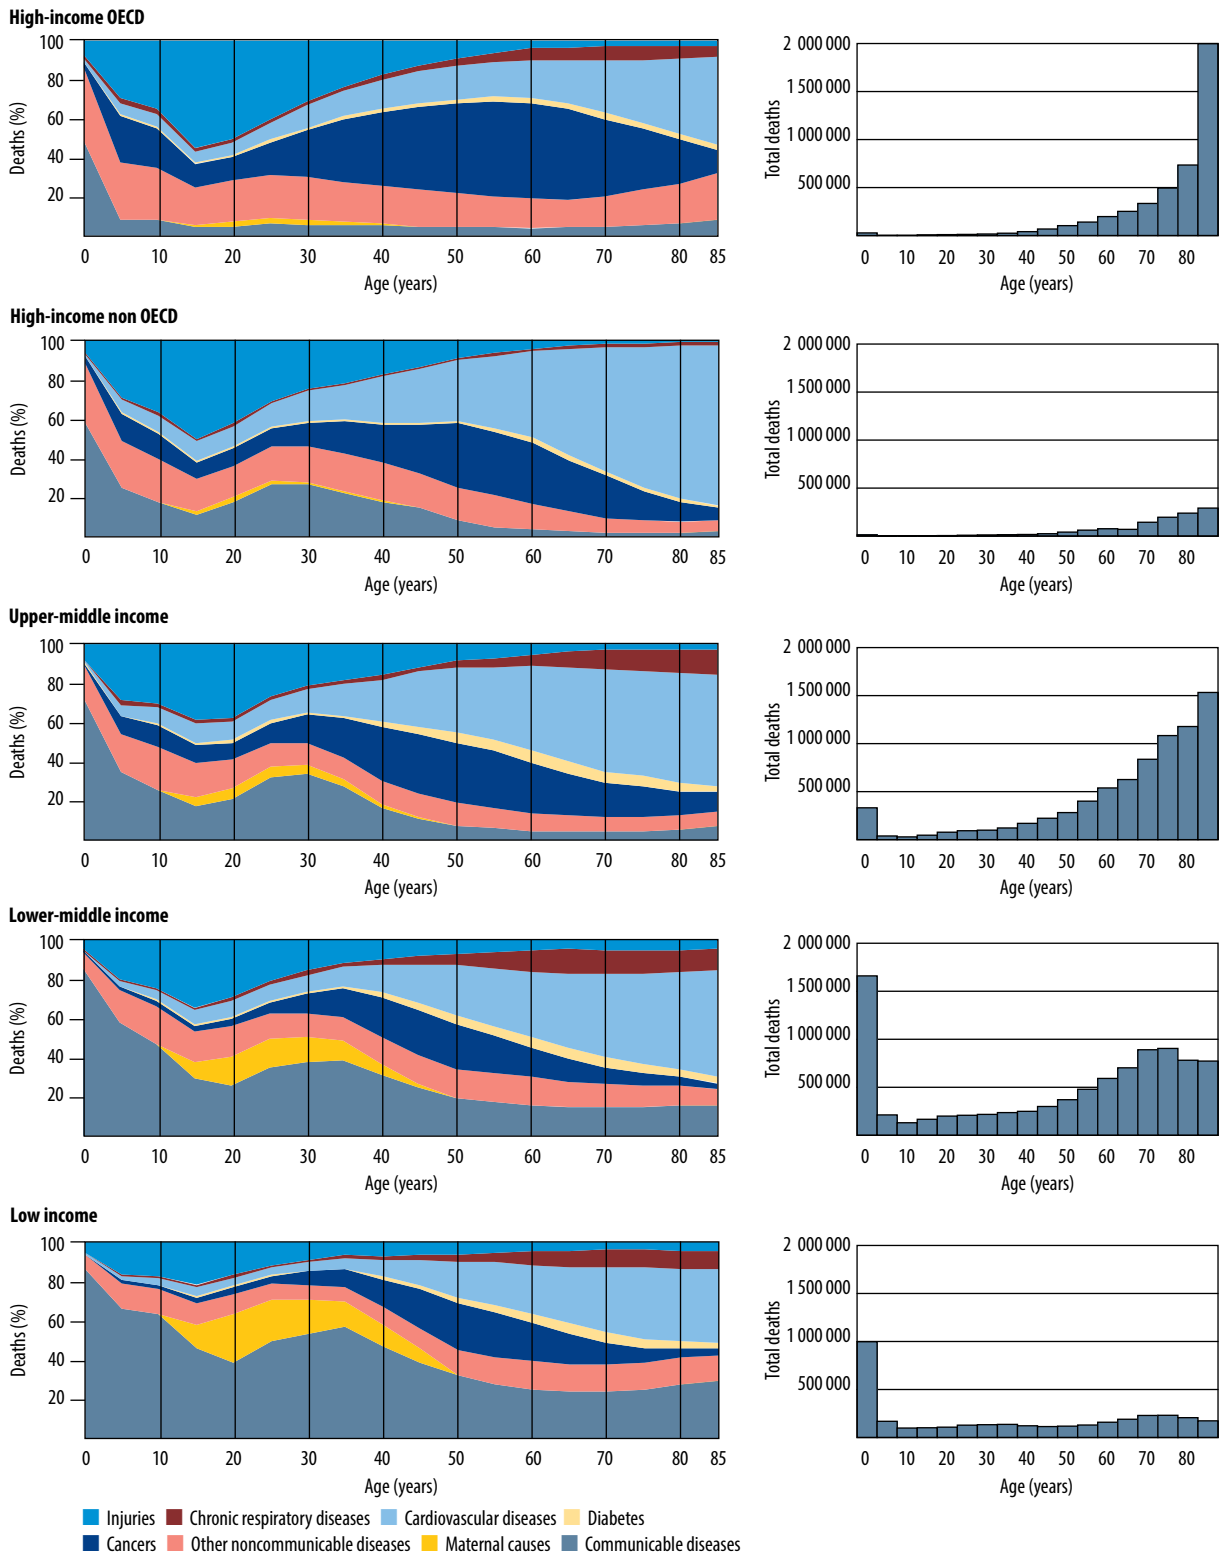 High-income OECD
100
80
60
40
20
Deaths (%)
0 10 20 30 40 50 60 70 80 85
Age (years)
2 000 000
1 500 000
1 000 000
500 000
Total deaths
0 10 20 30 40 50 60 70 80
Age (years)
High-income non OECD
100
80
60
40
20
Deaths (%)
0 10 20 30 40 50 60 70 80 85
Age (years)
2 000 000
1 500 000
1 000 000
500 000
Total deaths
0 10 20 30 40 50 60 70 80
Age (years)
Upper-middle income
100
80
60
40
20
Deaths (%)
0 10 20 30 40 50 60 70 80 85
Age (years)
2 000 000
1 500 000
1 000 000
500 000
Total deaths
0 10 20 30 40 50 60 70 80
Age (years)
Lower-middle income
100
80
60
40
20
Deaths (%)
0 10 20 30 40 50 60 70 80 85
Age (years)
2 000 000
1 500 000
1 000 000
500 000
Total deaths
0 10 20 30 40 50 60 70 80
Age (years)
Low income
100
80
60
40
20
Deaths (%)
0 10 20 30 40 50 60 70 80 85
Age (years)
2 000 000
1 500 000
1 000 000
500 000
Total deaths
0 10 20 30 40 50 60 70 80
Age (years)
Injuries Chronic respiratory diseases Cardiovascular diseases Diabetes
Cancers Other noncommunicable diseases Maternal causes Communicable diseases